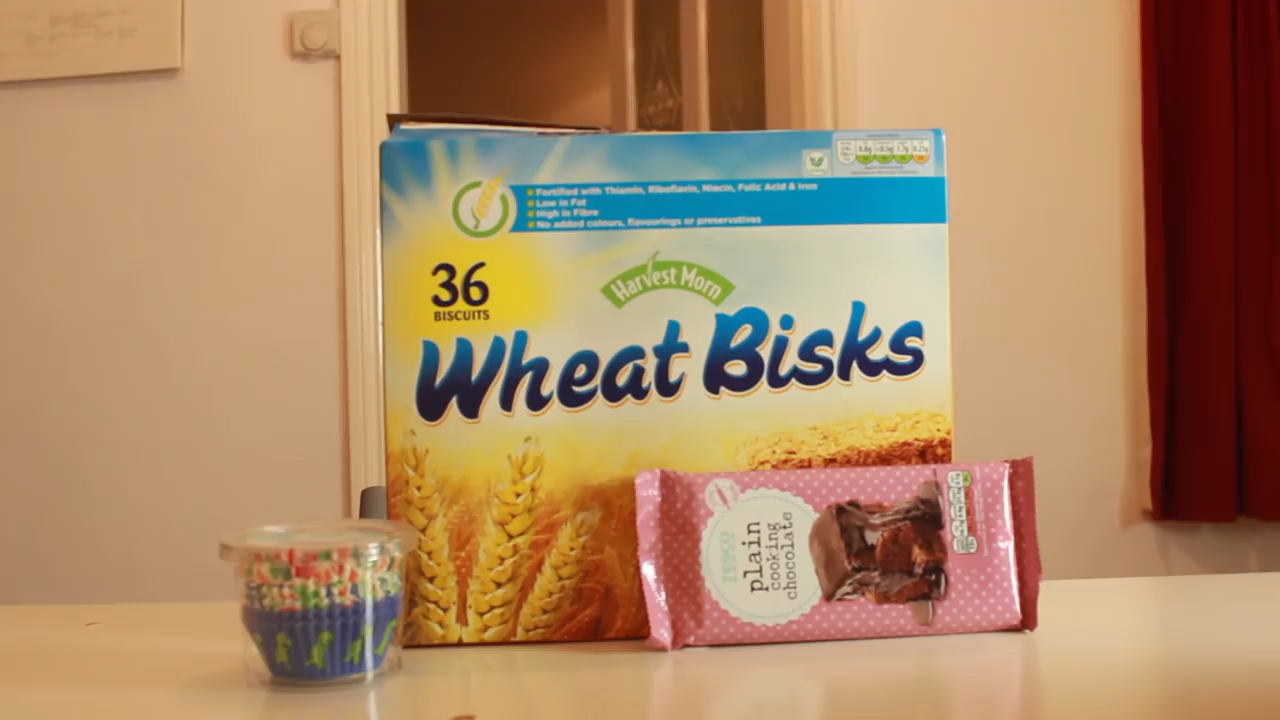 Fortified with Thiamin, Riboflavin, Niacin, Folic Acid & Iron
Low in Fat
High in Fibre
No added colours, flavourings or preservatives
36
BISCUITS
Harvest Morn
Wheat Bisks
TESCO
plain
cooking
chocolate